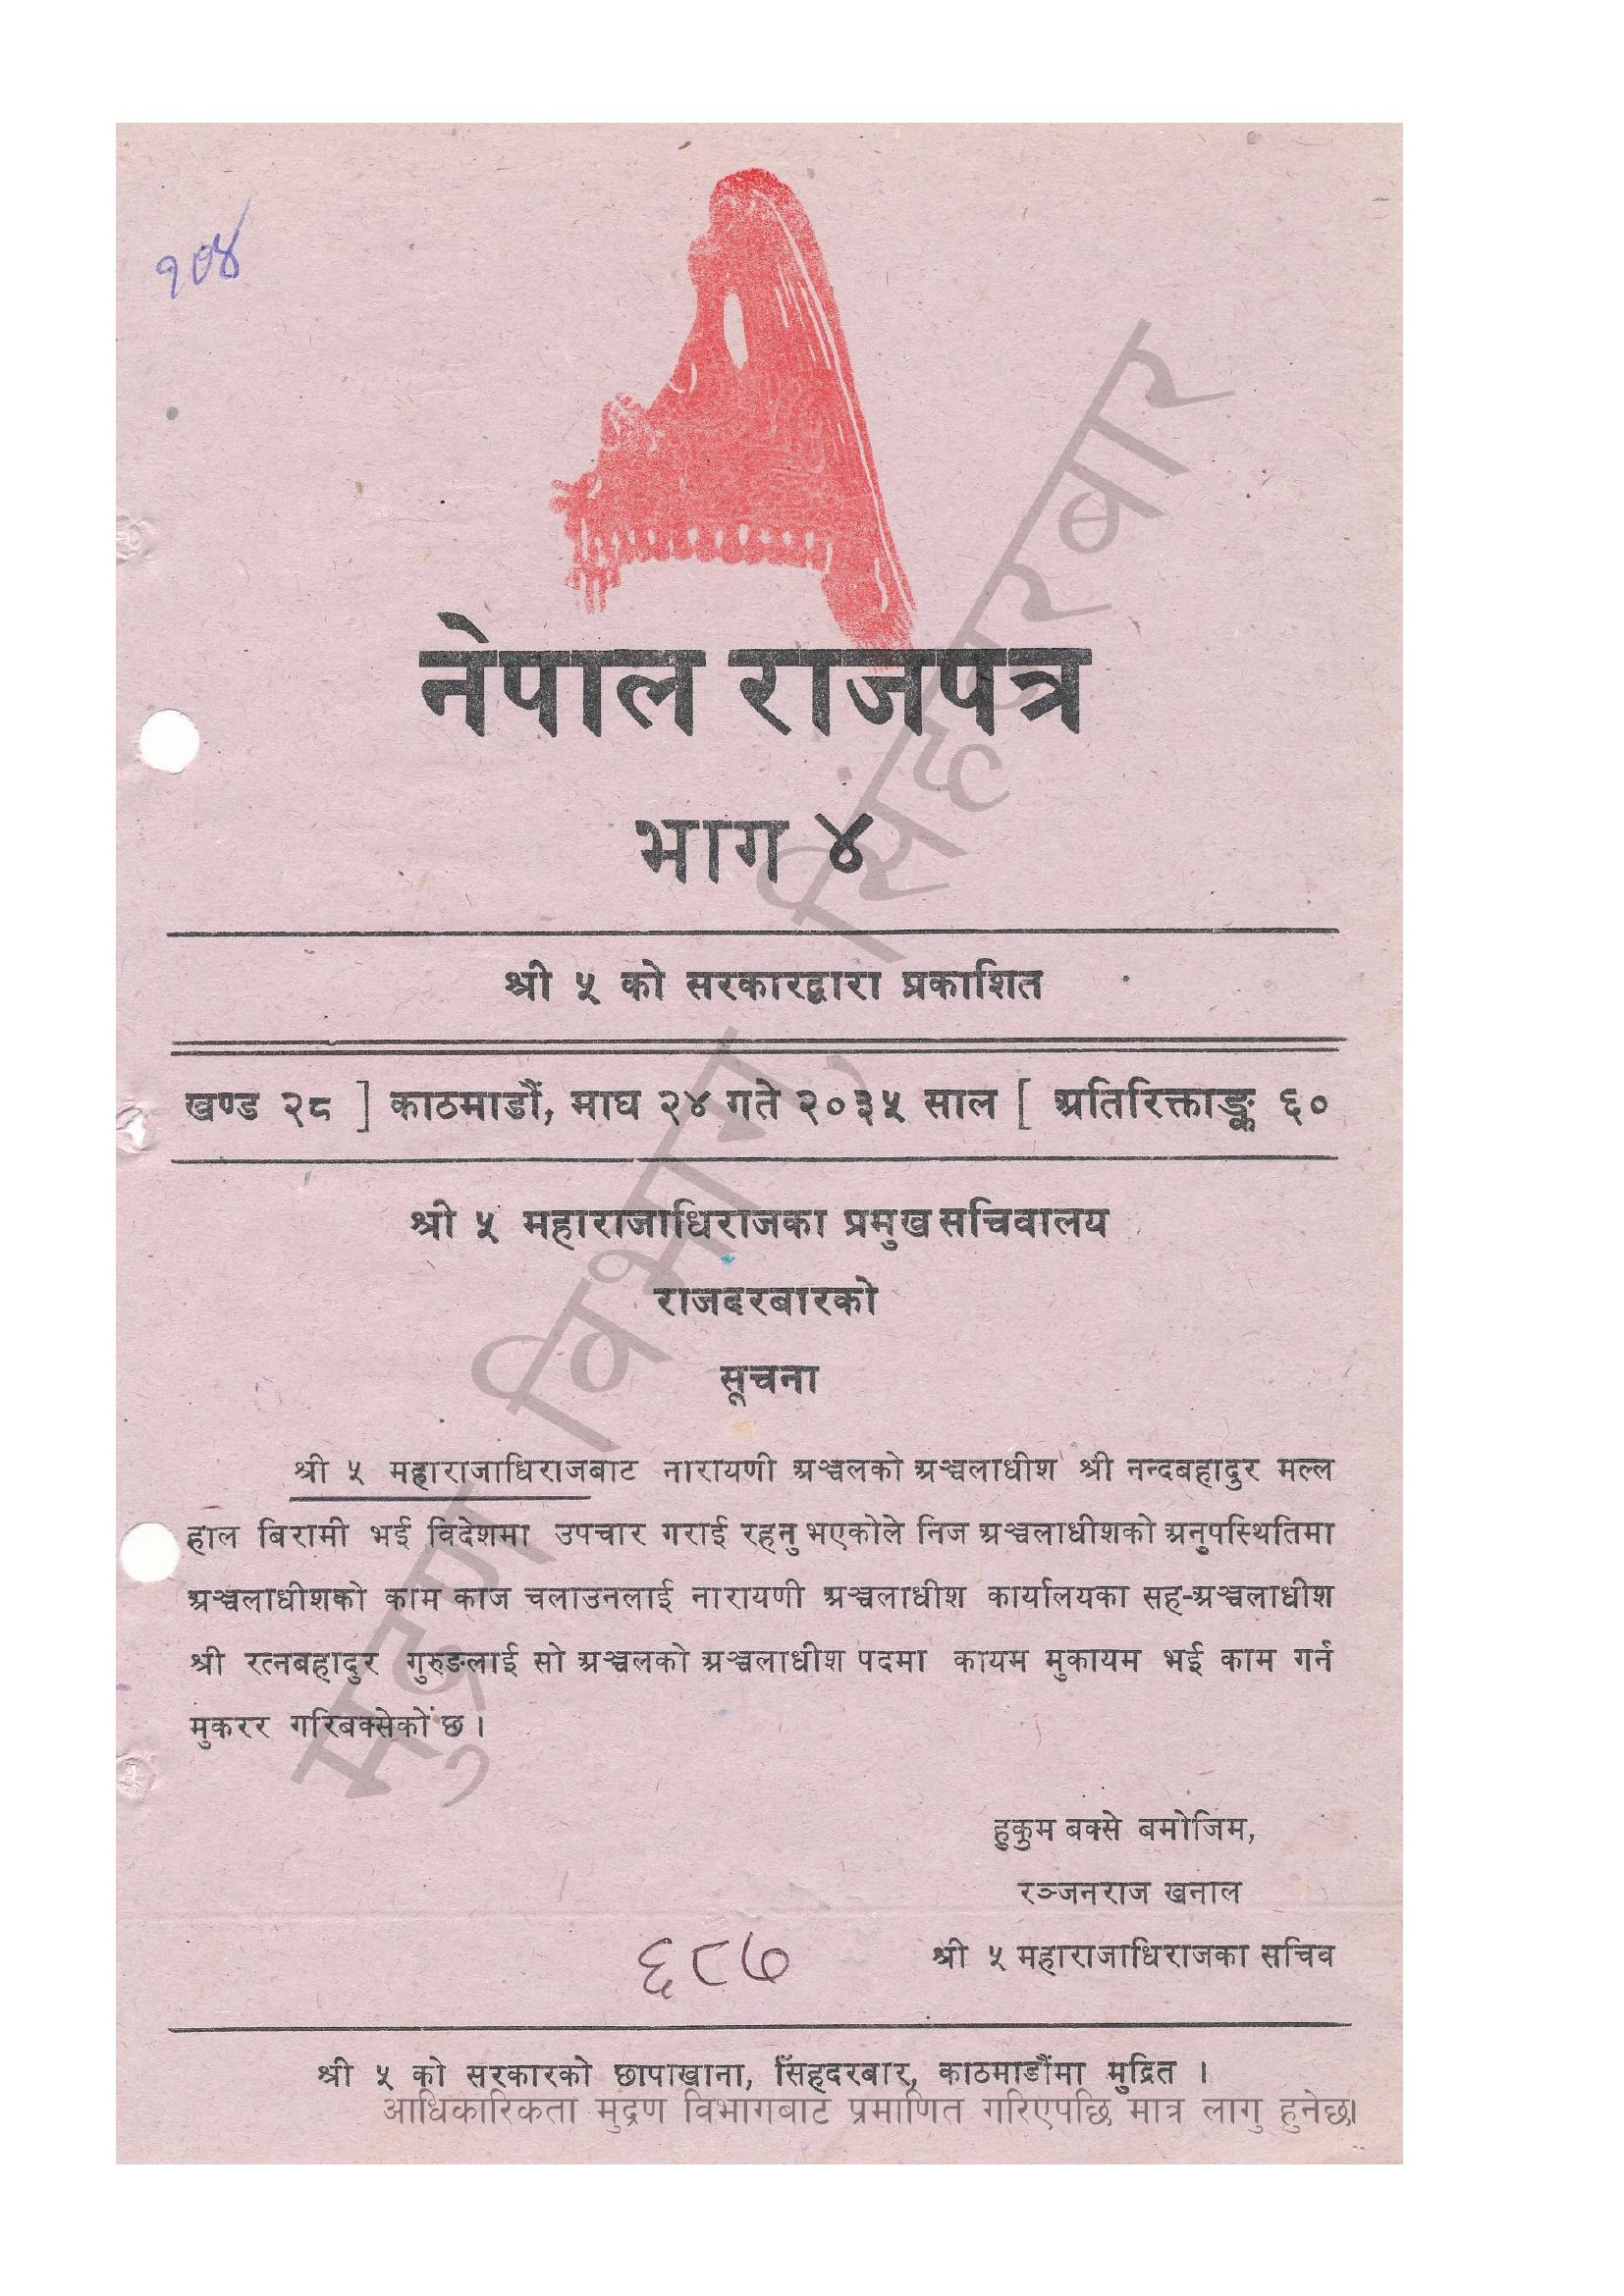 १०४
नेपाल राजपत्र
भाग ४
श्री ५ को सरकारद्वारा प्रकाशित
खण्ड २८ ] काठमाडौं, माघ २४ गते २०३५ साल [ अतिरिक्ताङ्क ६०
श्री ५ महाराजाधिराजका प्रमुख सचिवालय
राजदरबारको
सूचना
श्री ५ महाराजाधिराजबाट नारायणी अञ्चलको अञ्चलाधीश श्री नन्दबहादुर मल्ल
हाल बिरामी भई विदेशमा उपचार गराई रहनु भएकोले निज अञ्चलाधीशको अनुपस्थितिमा
अञ्चलाधीशको काम काज चलाउनलाई नारायणी अञ्चलाधीश कार्यालयका सह-अञ्चलाधीश
श्री रत्नबहादुर गुरुङलाई सो अञ्चलको अञ्चलाधीश पदमा कायम मुकायम भई काम गर्न
मुकरर गरिबक्सेको छ ।
हुकुम बक्से बमोजिम,
रञ्जनराज खनाल
श्री ५ महाराजाधिराजका सचिव
६८७
श्री ५ को सरकारको छापाखाना, सिंहदरबार, काठमाडौंमा मुद्रित ।
आधिकारिकता मुद्रण विभागबाट प्रमाणित गरिएपछि मात्र लागु हुनेछ।
मुद्रण विभाग, सिंहदरबार